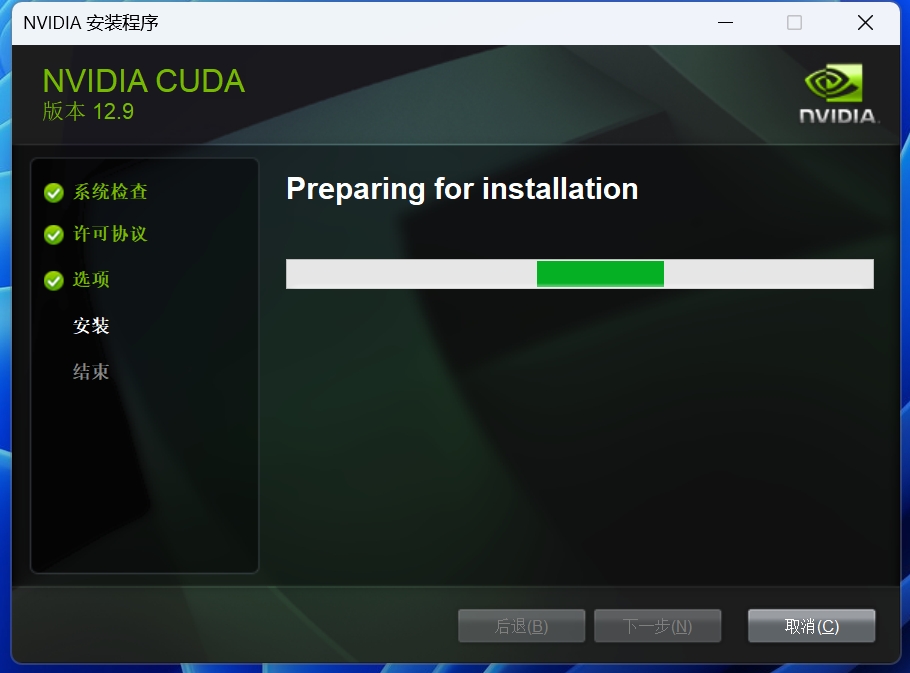 NVIDIA 安装程序
NVIDIA CUDA
版本 12.9
NVIDIA
系统检查
许可协议
选项
安装
结束
Preparing for installation
后退(B)
下一步(N)
取消(C)